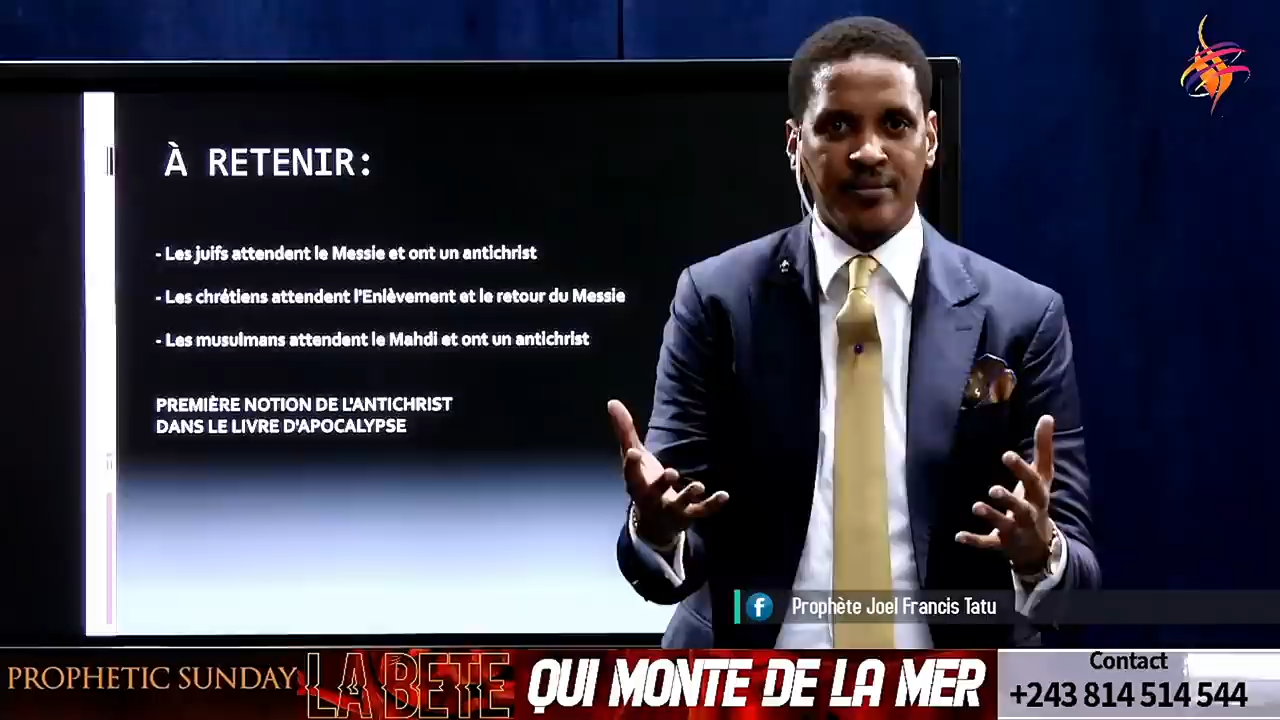 À RETENIR:
- Les juifs attendent le Messie et ont un antichrist
- Les chrétiens attendent l'Enlèvement et le retour du Messie
- Les musulmans attendent le Mahdi et ont un antichrist
PREMIÈRE NOTION DE L'ANTICHRIST
DANS LE LIVRE D'APOCALYPSE
f Prophète Joel Francis Tatu
PROPHETIC SUNDAY LA BETE QUI MONTE DE LA MER
Contact
+243 814 514 544